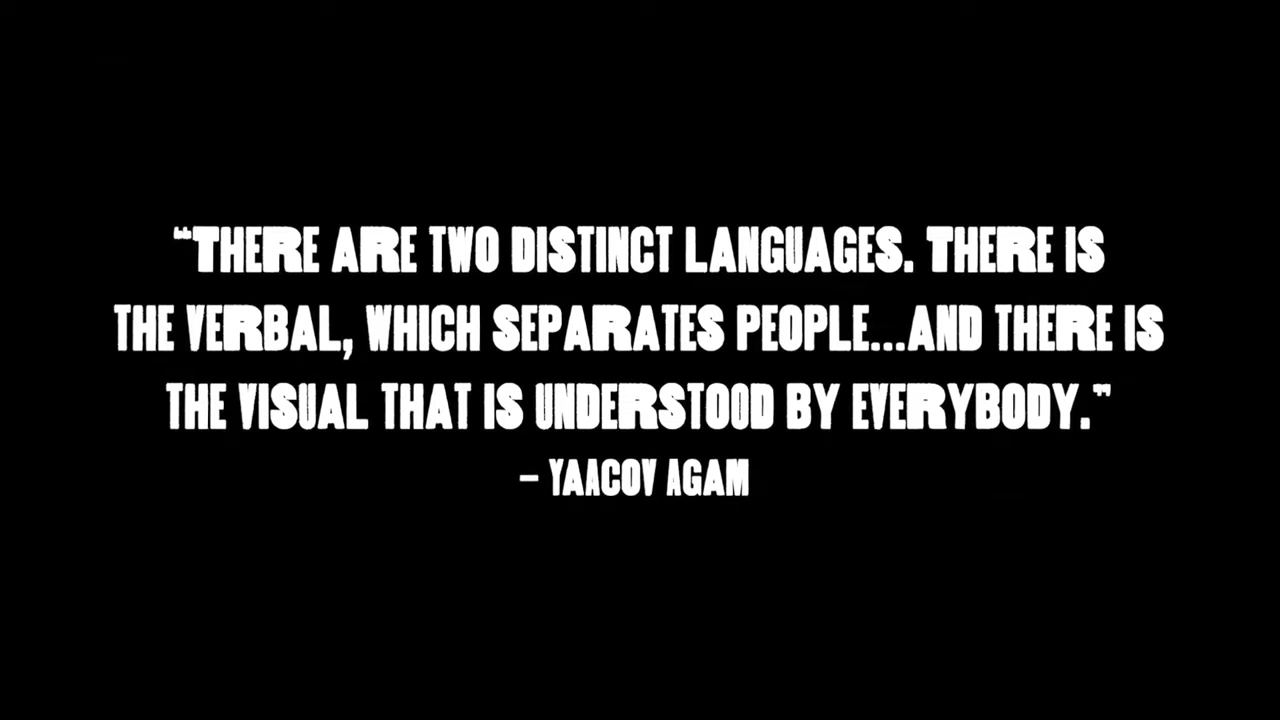 “THERE ARE TWO DISTINCT LANGUAGES. THERE IS
THE VERBAL, WHICH SEPARATES PEOPLE...AND THERE IS
THE VISUAL THAT IS UNDERSTOOD BY EVERYBODY.”
– YAACOV AGAM